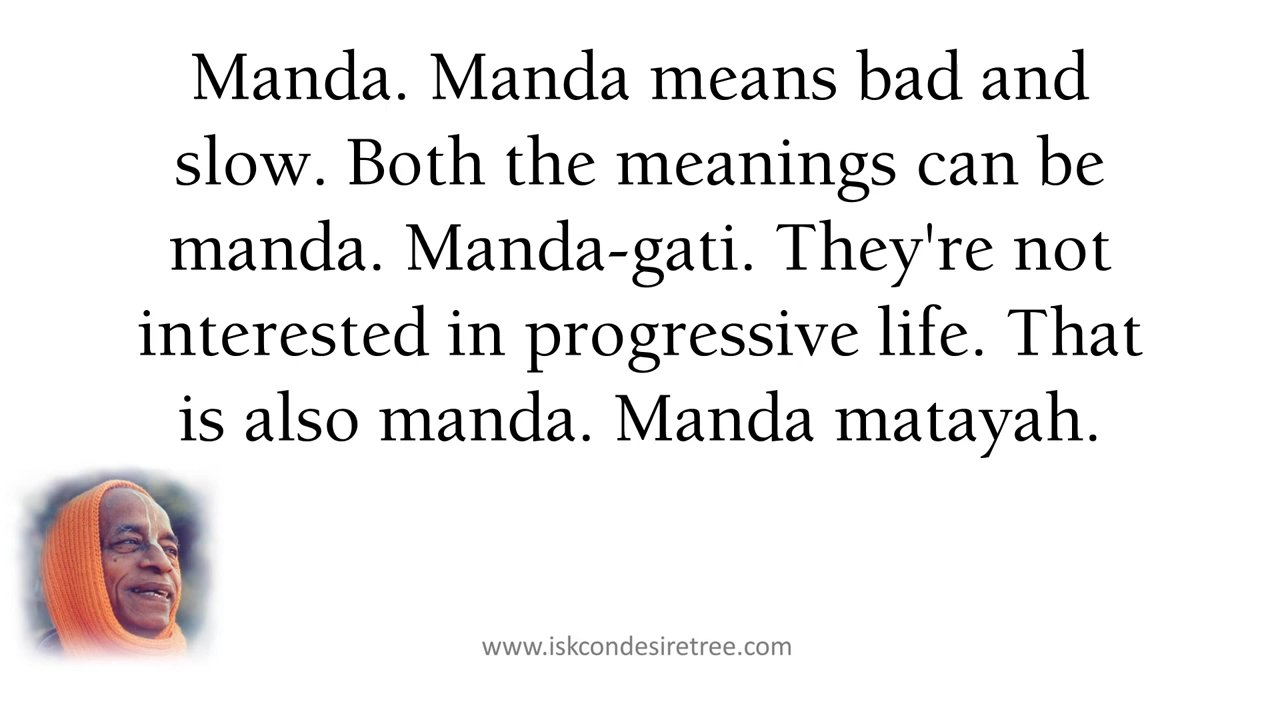 Manda. Manda means bad and
slow. Both the meanings can be
manda. Manda-gati. They're not
interested in progressive life. That
is also manda. Manda matayah.
www.iskcondesiretree.com